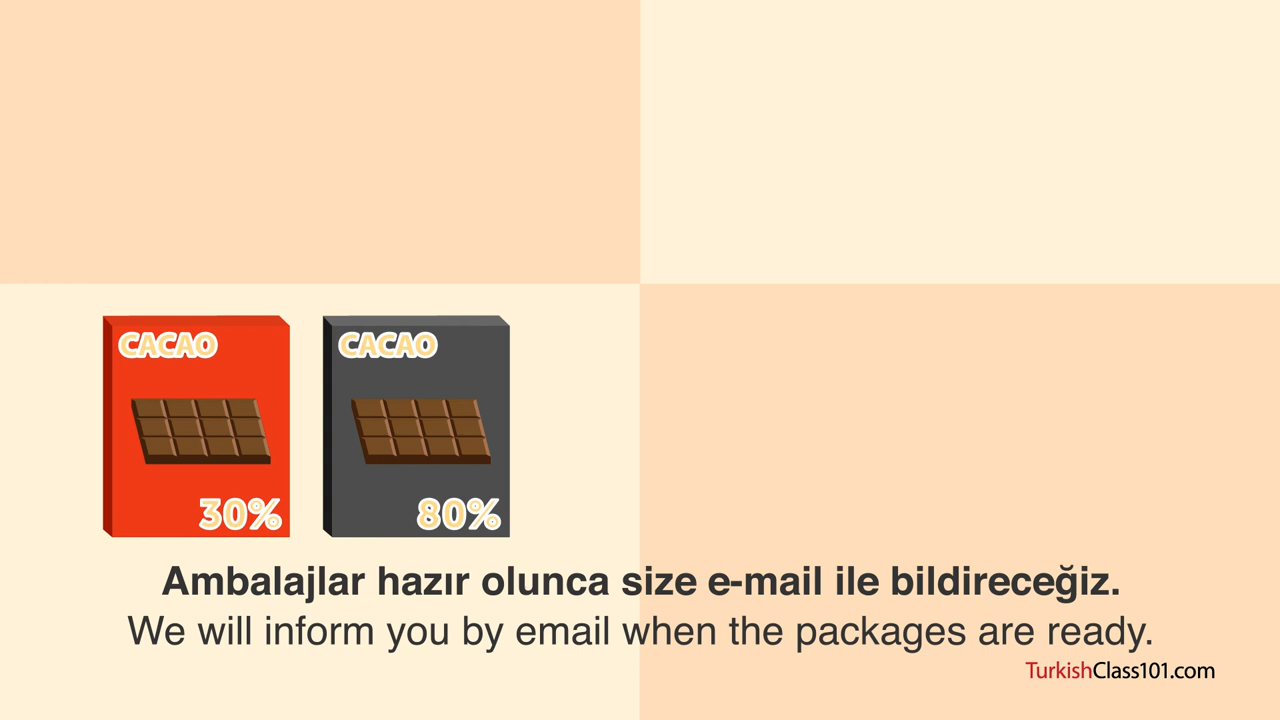 CACAO
30%
CACAO
80%
Ambalajlar hazır olunca size e-mail ile bildireceğiz.
We will inform you by email when the packages are ready.
TurkishClass101.com